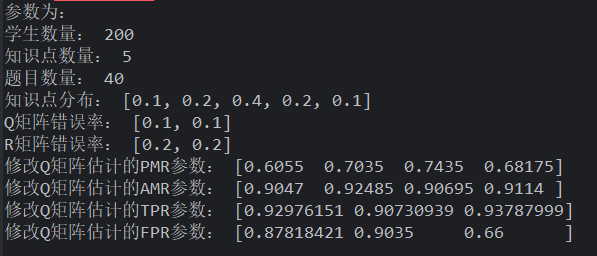 参数为:
学生数量: 200
知识点数量: 5
题目数量: 40
知识点分布: [0.1, 0.2, 0.4, 0.2, 0.1]
Q矩阵错误率: [0.1, 0.1]
R矩阵错误率: [0.2, 0.2]
修改Q矩阵估计的PMR参数: [0.6055  0.7035  0.7435  0.68175]
修改Q矩阵估计的AMR参数: [0.9047  0.92485 0.90695 0.9114 ]
修改Q矩阵估计的TPR参数: [0.92976151 0.90730939 0.93787999]
修改Q矩阵估计的FPR参数: [0.87818421 0.9035     0.66      ]